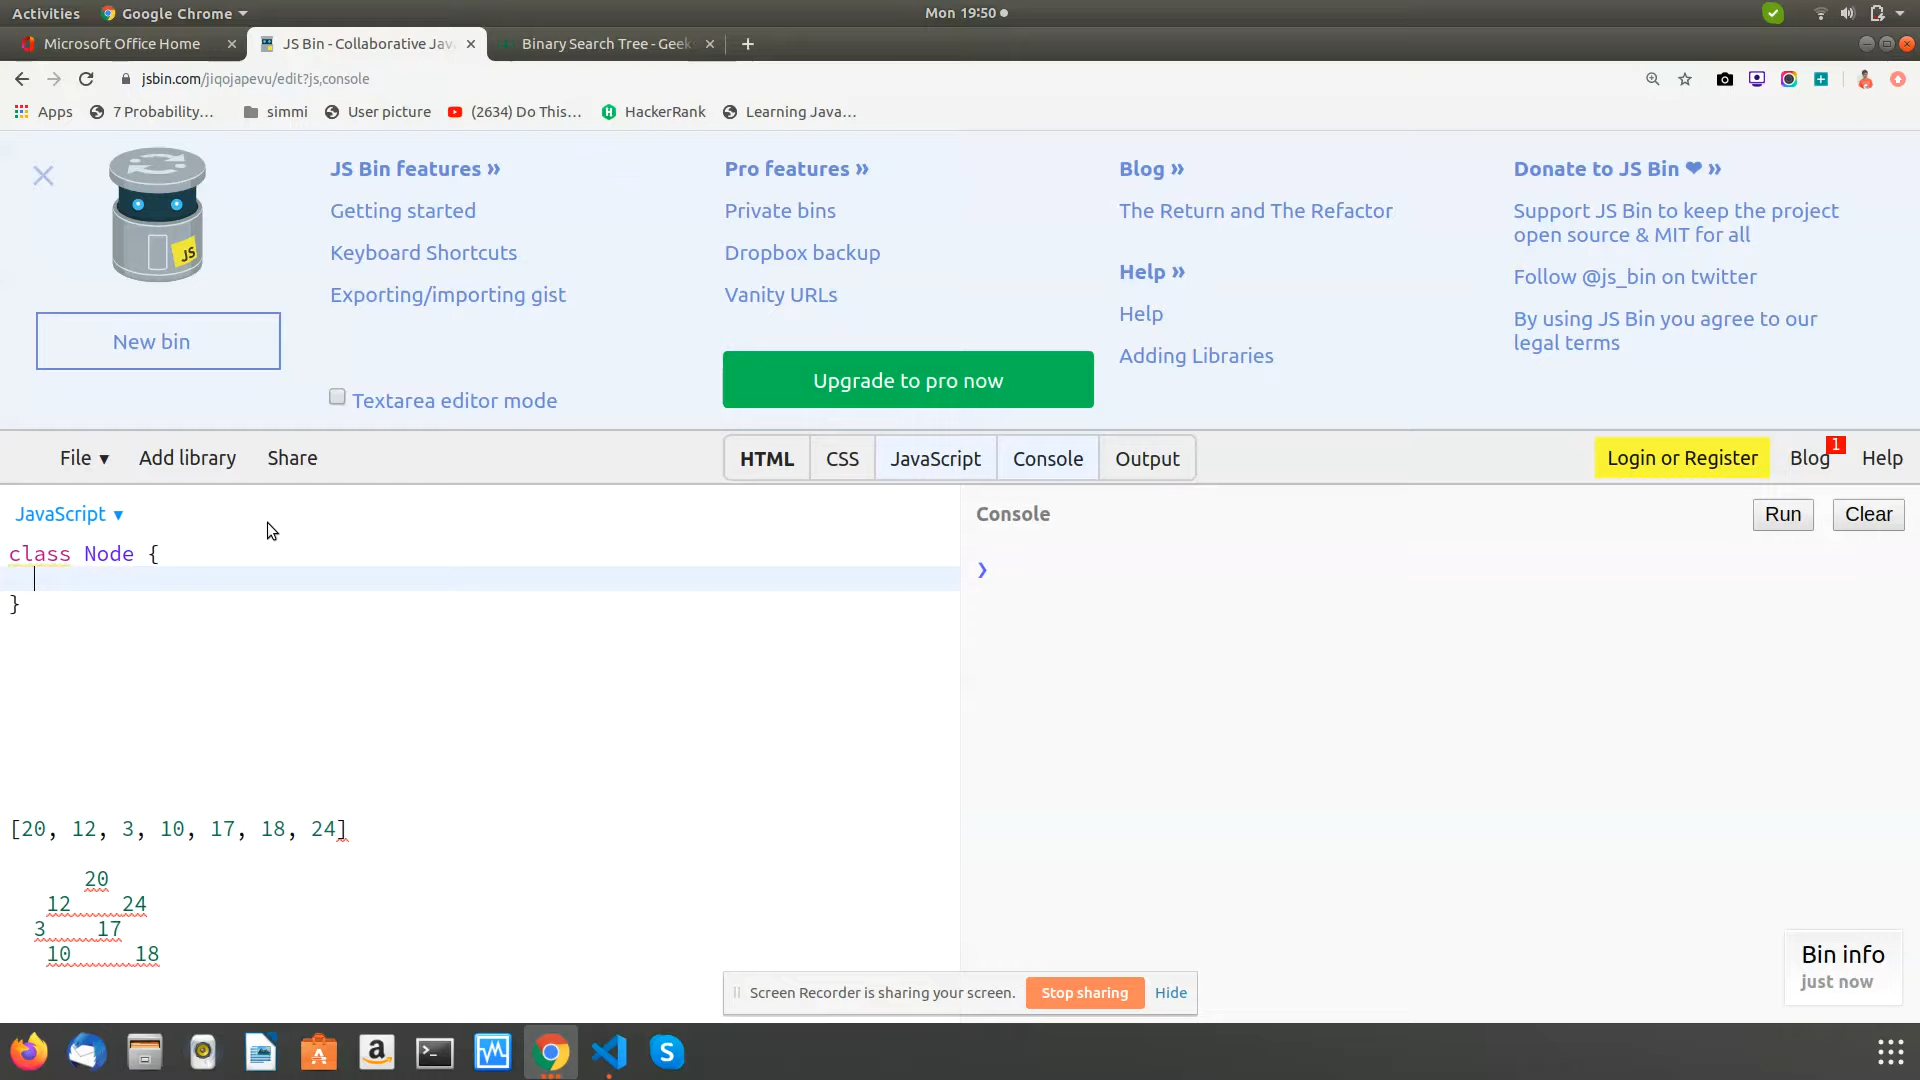 Activities Google Chrome Mon 19:50
Microsoft Office Home JS Bin - Collaborative Jav Binary Search Tree - Geek
jsbin.com/jiqojapevu/edit?js,console
Apps 7 Probability… simmi User picture (2634) Do This… HackerRank Learning Java…
JS Bin features »
Getting started
Keyboard Shortcuts
Exporting/importing gist
Textarea editor mode
JS
New bin
Pro features »
Private bins
Dropbox backup
Vanity URLs
Upgrade to pro now
Blog »
The Return and The Refactor
Help »
Help
Adding Libraries
Donate to JS Bin ❤ »
Support JS Bin to keep the project
open source & MIT for all
Follow @js_bin on twitter
By using JS Bin you agree to our
legal terms
File ▾ Add library Share HTML CSS JavaScript Console Output Login or Register Blog 1 Help
JavaScript ▾
class Node {
}
[20, 12, 3, 10, 17, 18, 24]
20
12 24
3 17
10 18
Console Run Clear
❯
Bin info
just now
Screen Recorder is sharing your screen. Stop sharing Hide